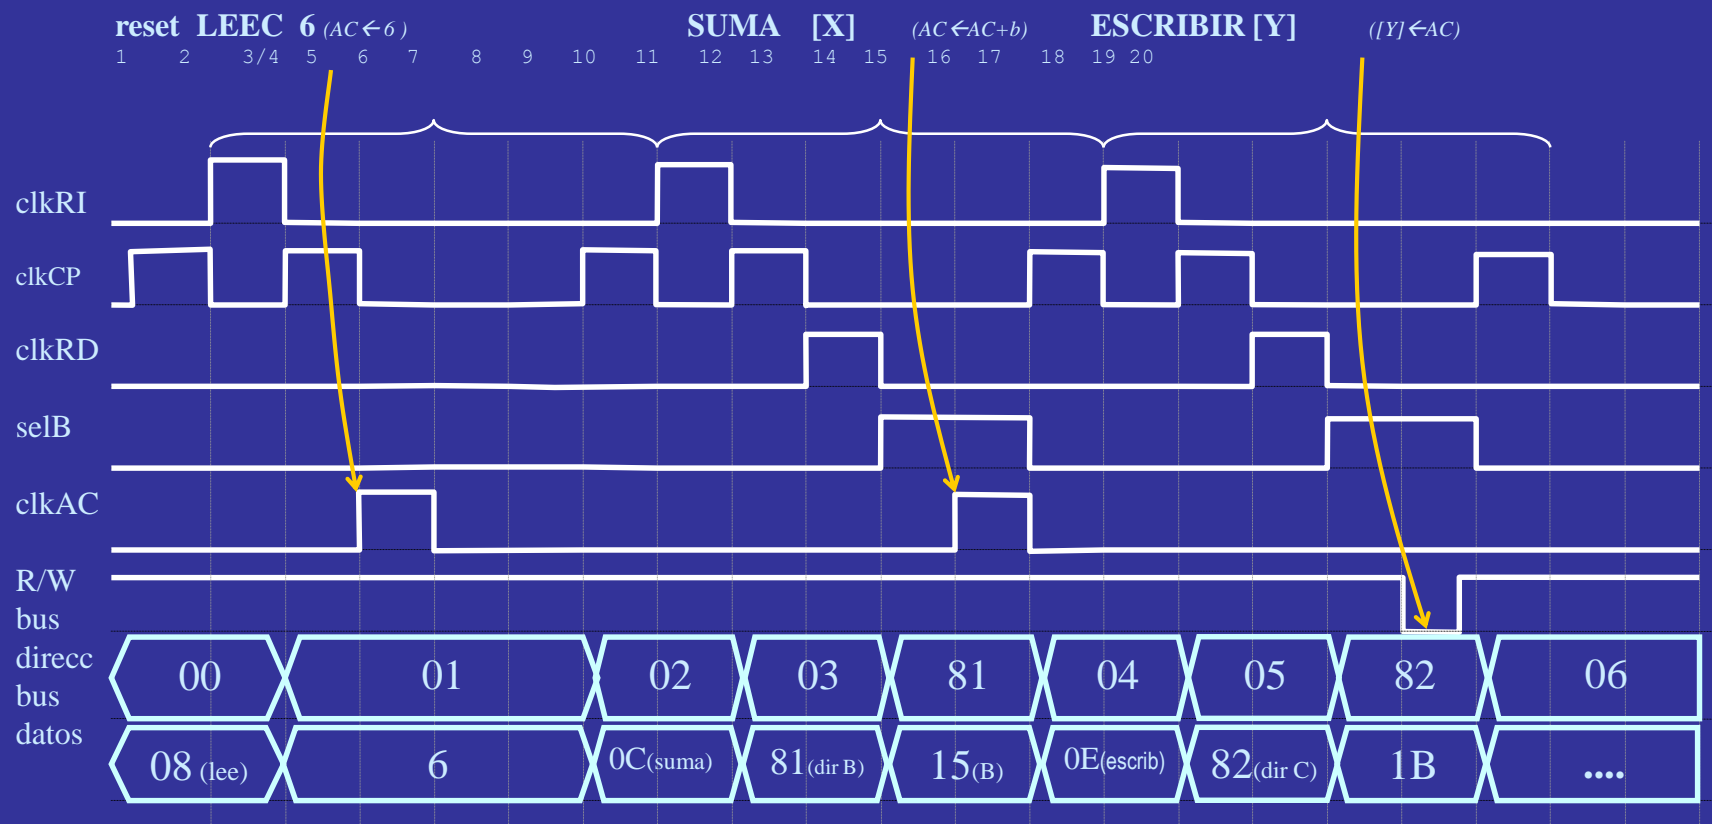 reset LEEC 6 (AC←6 ) SUMA [X] (AC←AC+b) ESCRIBIR [Y] ([Y]←AC)
1 2 3/4 5 6 7 8 9 10 11 12 13 14 15 16 17 18 19 20
clkRI
clkCP
clkRD
selB
clkAC
R/W
bus
direcc 00 01 02 03 81 04 05 82 06
bus
datos
08 (lee) 6 0C(suma) 81(dir B) 15(B) 0E(escrib) 82(dir C) 1B ....